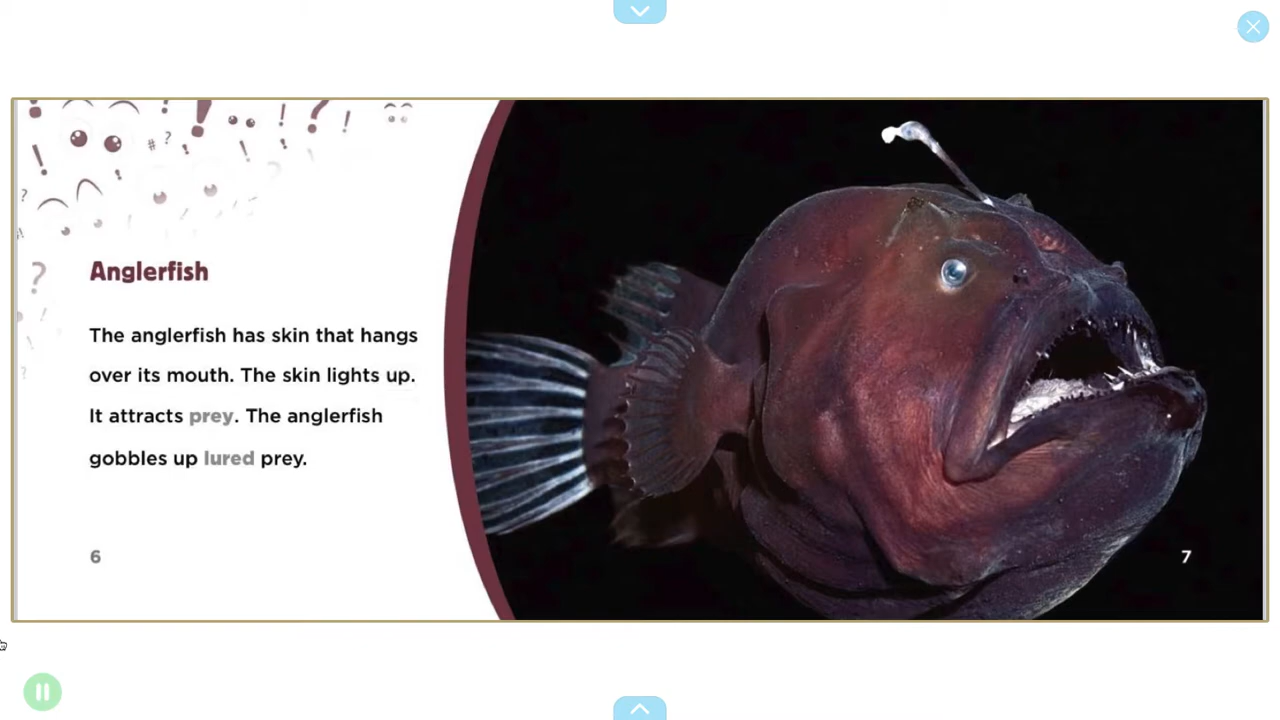 Anglerfish
The anglerfish has skin that hangs
over its mouth. The skin lights up.
It attracts prey. The anglerfish
gobbles up lured prey.
6
7